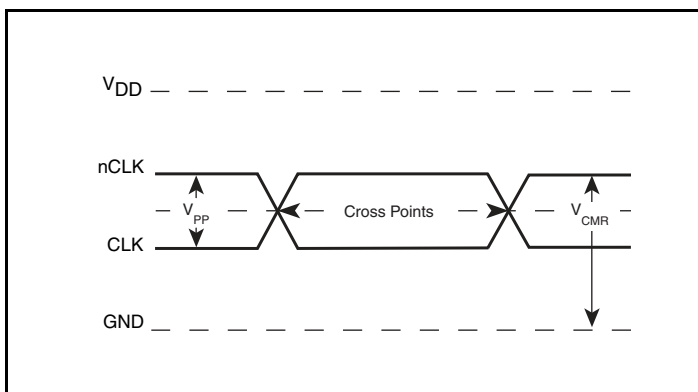 VDD
nCLK
VPP
Cross Points
VCMR
CLK
GND